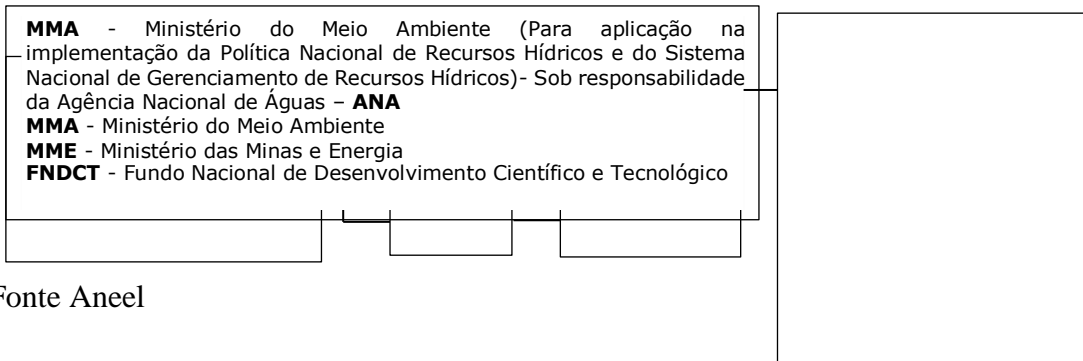 MMA - Ministério do Meio Ambiente (Para aplicação na
implementação da Política Nacional de Recursos Hídricos e do Sistema
Nacional de Gerenciamento de Recursos Hídricos)- Sob responsabilidade
da Agência Nacional de Águas – ANA
MMA - Ministério do Meio Ambiente
MME - Ministério das Minas e Energia
FNDCT - Fundo Nacional de Desenvolvimento Científico e Tecnológico
Fonte Aneel